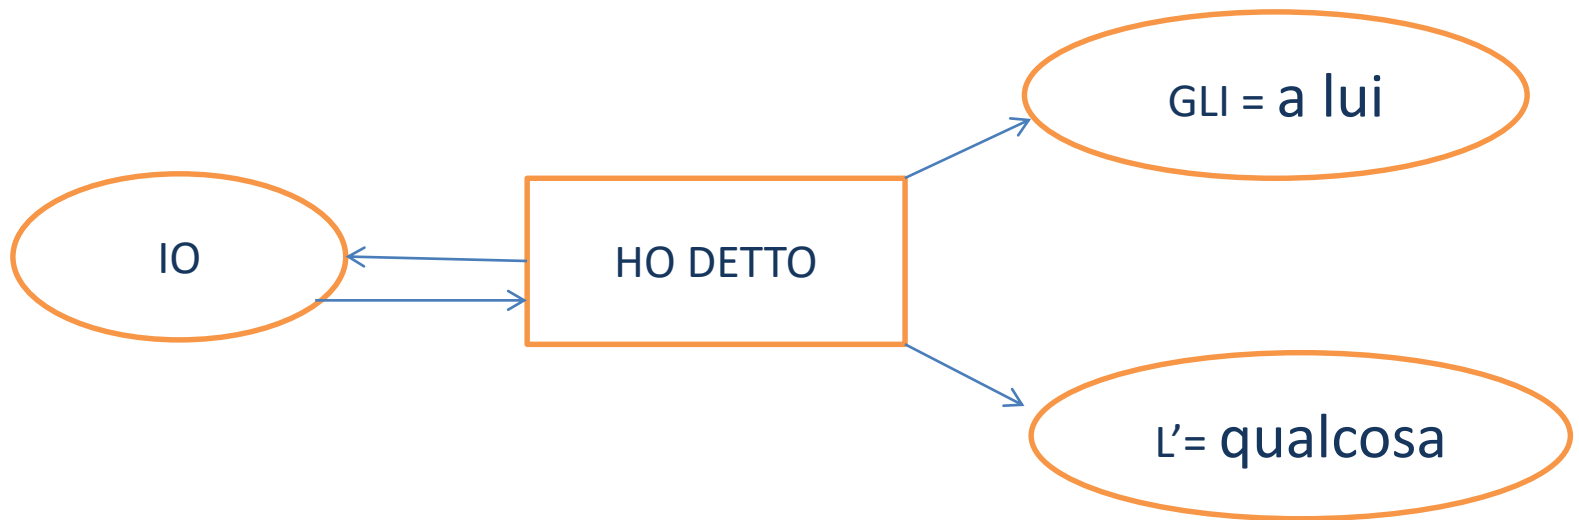 GLI = a lui
IO
HO DETTO
L’= qualcosa